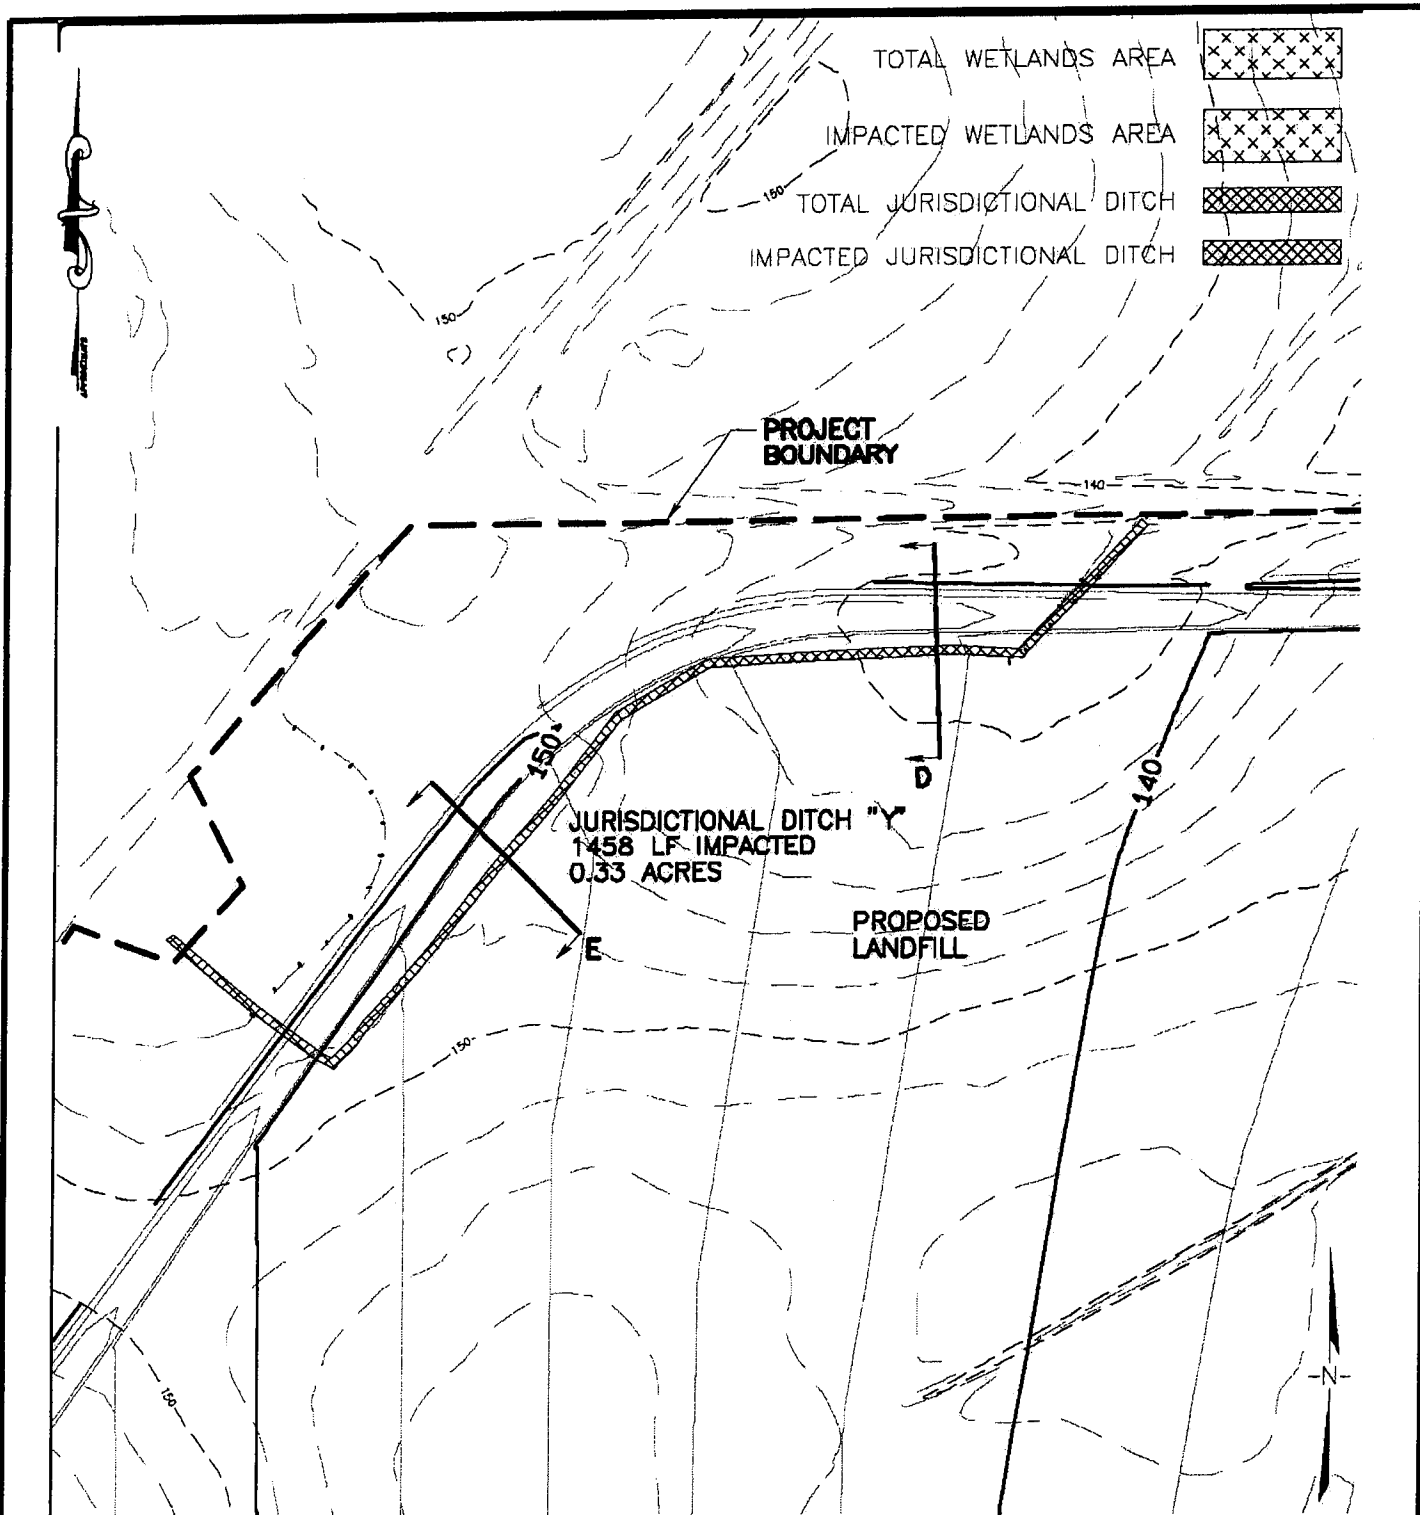 TOTAL WETLANDS AREA
IMPACTED WETLANDS AREA
150
TOTAL JURISDICTIONAL DITCH
IMPACTED JURISDICTIONAL DITCH
150
PROJECT
BOUNDARY
140
150
D
140
JURISDICTIONAL DITCH "Y"
1458 LF IMPACTED
0.33 ACRES
PROPOSED
LANDFILL
E
150
-N-
150